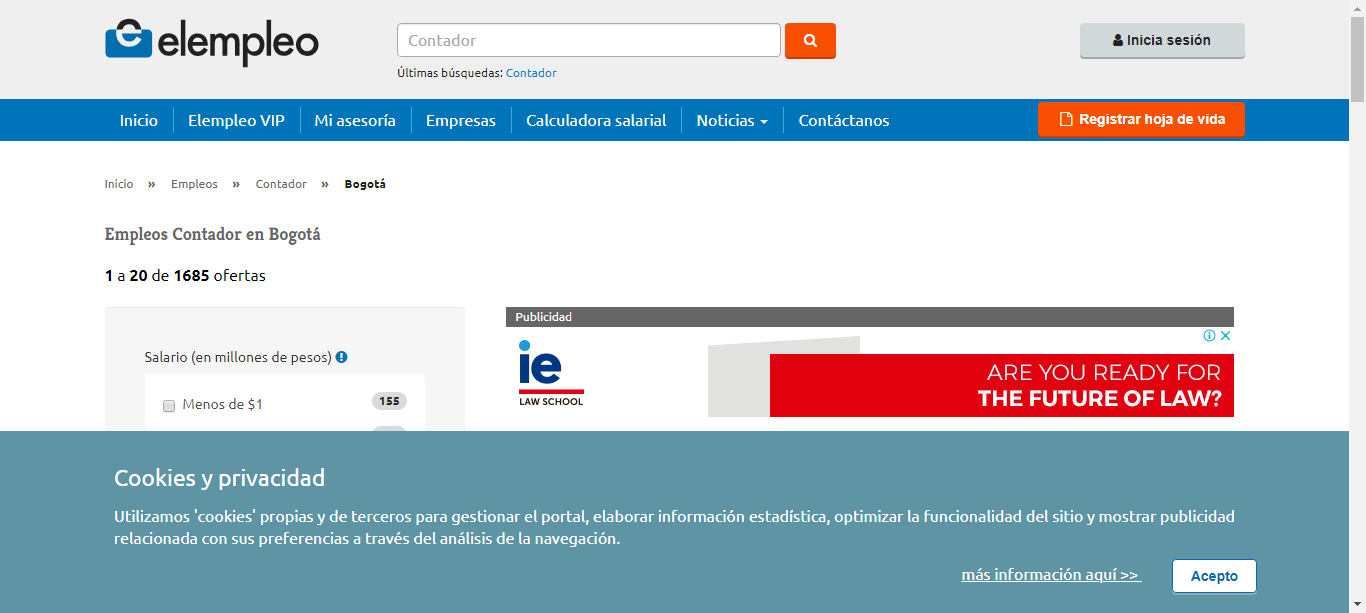 elempleo
Contador
Inicia sesión
Últimas búsquedas: Contador
Inicio
Elempleo VIP
Mi asesoría
Empresas
Calculadora salarial
Noticias
Contáctanos
Registrar hoja de vida
Inicio » Empleos » Contador » Bogotá
Empleos Contador en Bogotá
1 a 20 de 1685 ofertas
Salario (en millones de pesos)
Menos de $1 155
Publicidad
ie
LAW SCHOOL
ARE YOU READY FOR
THE FUTURE OF LAW?
Cookies y privacidad
Utilizamos 'cookies' propias y de terceros para gestionar el portal, elaborar información estadística, optimizar la funcionalidad del sitio y mostrar publicidad
relacionada con sus preferencias a través del análisis de la navegación.
más información aquí >>
Acepto